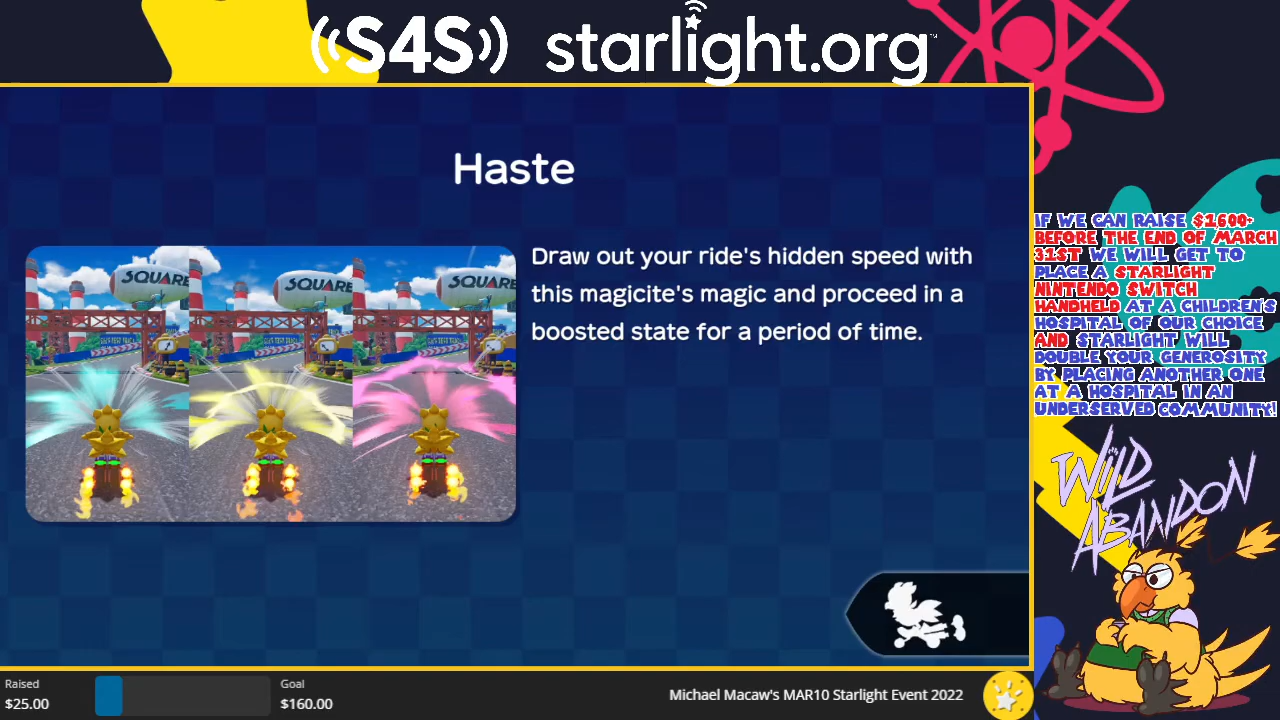 ((S4S)) starlight.org™
Haste
Draw out your ride's hidden speed with
this magicite's magic and proceed in a
boosted state for a period of time.
SQUARE
SQUARE
SQUARE
IF WE CAN RAISE $1600+
BEFORE THE END OF MARCH
31ST WE WILL GET TO
PLACE A STARLIGHT
NINTENDO SWITCH
HANDHELD AT A CHILDREN'S
HOSPITAL OF OUR CHOICE
AND STARLIGHT WILL
DOUBLE YOUR GENEROSITY
BY PLACING ANOTHER ONE
AT A HOSPITAL IN AN
UNDERSERVED COMMUNITY!
WILD
ABANDON
Raised
$25.00
Goal
$160.00
Michael Macaw's MAR10 Starlight Event 2022